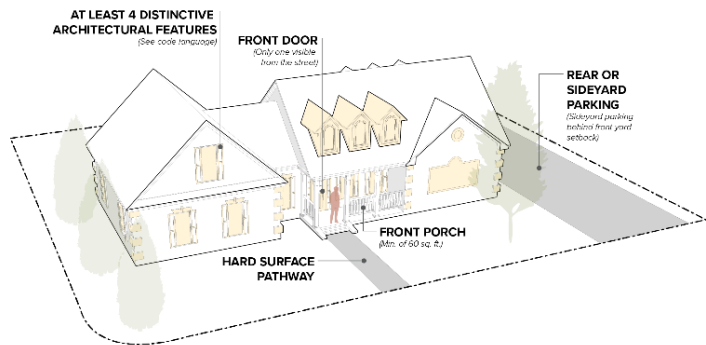 AT LEAST 4 DISTINCTIVE
ARCHITECTURAL FEATURES
(See code language)
FRONT DOOR
(Only one visible
from the street)
REAR OR
SIDEYARD
PARKING
(Sideyard parking
behind front yard
setback)
FRONT PORCH
(Min. of 60 sq. ft.)
HARD SURFACE
PATHWAY